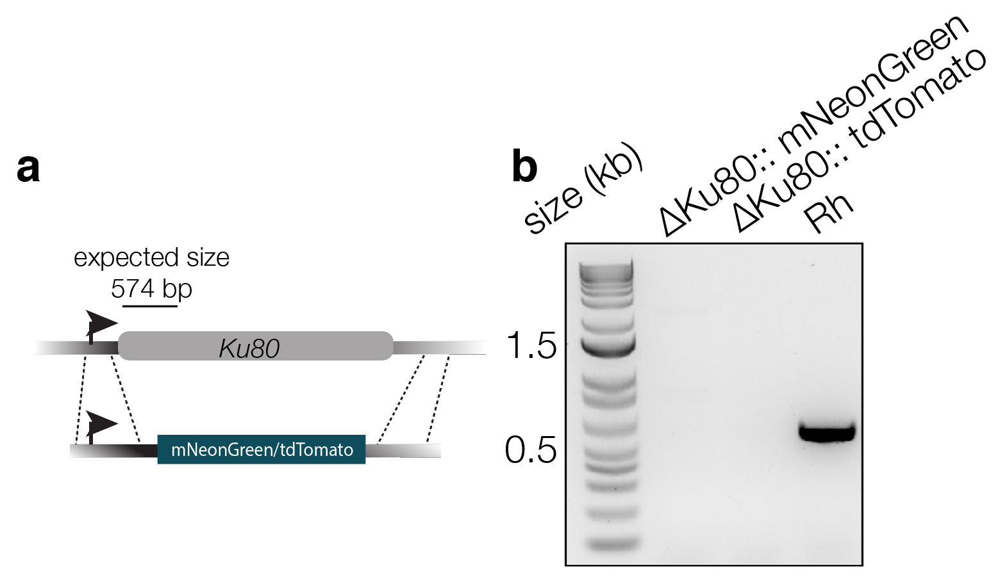 a
expected size
574 bp
Ku80
mNeonGreen/tdTomato
b
size (kb)
ΔKu80:: mNeonGreen
ΔKu80:: tdTomato
Rh
1.5
0.5